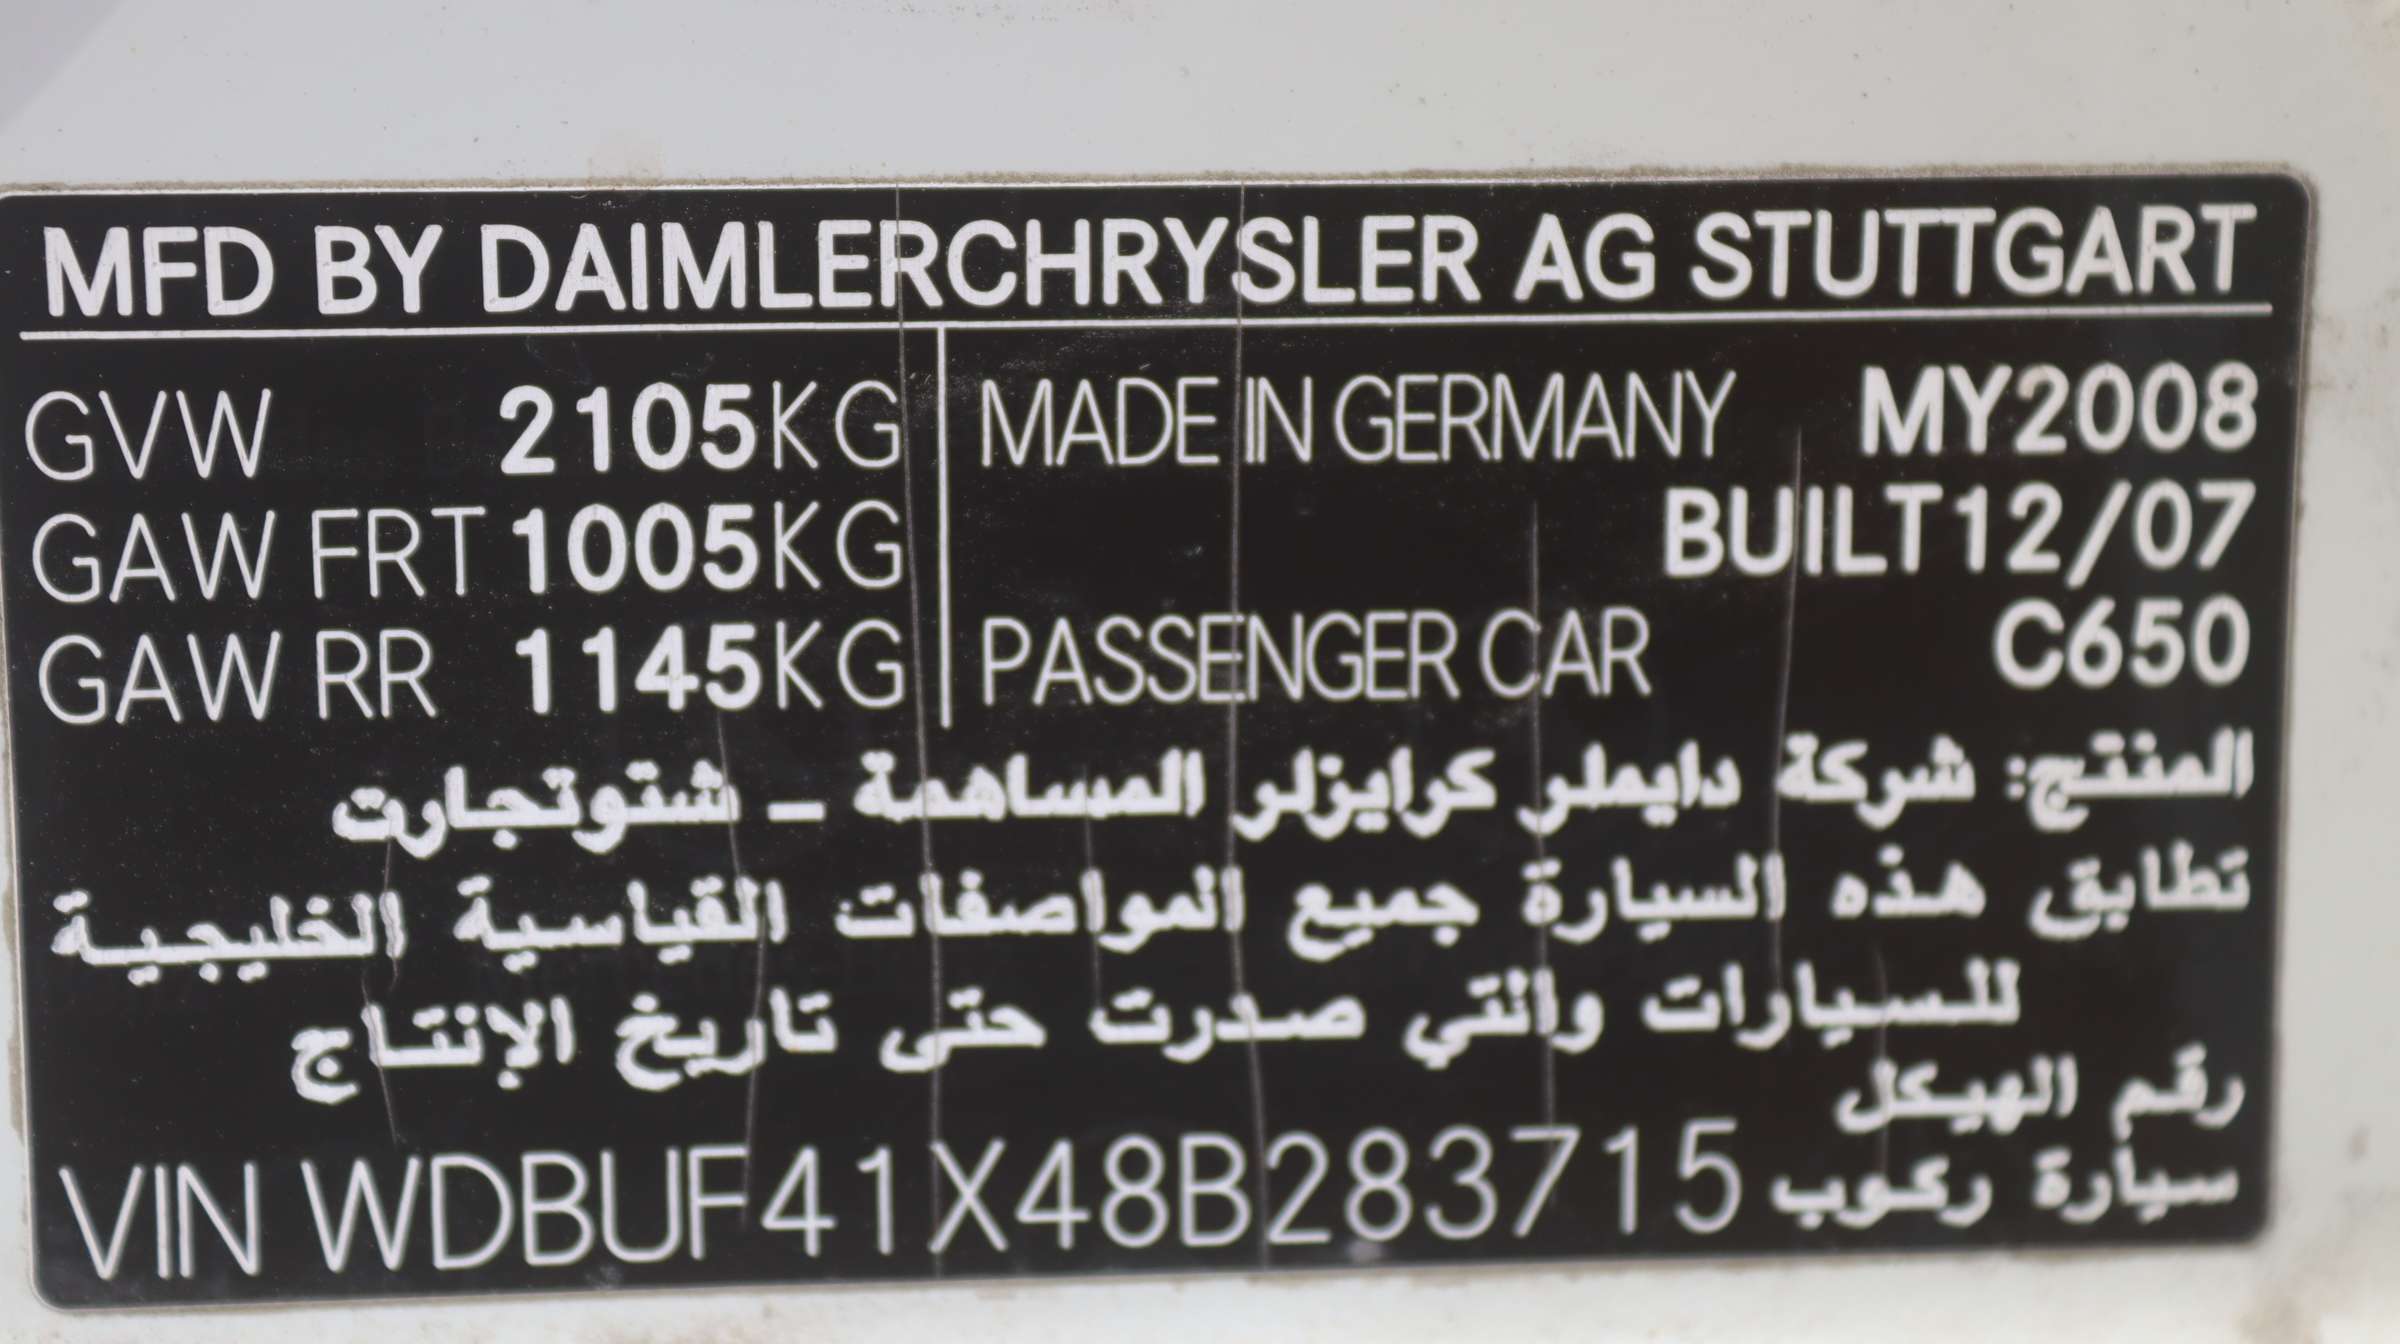 MFD BY DAIMLERCHRYSLER AG STUTTGART
GVW 2105KG MADE IN GERMANY MY2008
GAW FRT 1005KG BUILT12/07
GAW RR 1145KG PASSENGER CAR C650
المنتج: شركة دايملر كرايزلر المساهمة - شتوتجارت
تطابق هذه السيارة جميع المواصفات القياسية الخليجية
للسيارات والتي صدرت حتى تاريخ الإنتاج
رقم الهيكل
VIN WDBUF41X48B283715 سيارة ركوب